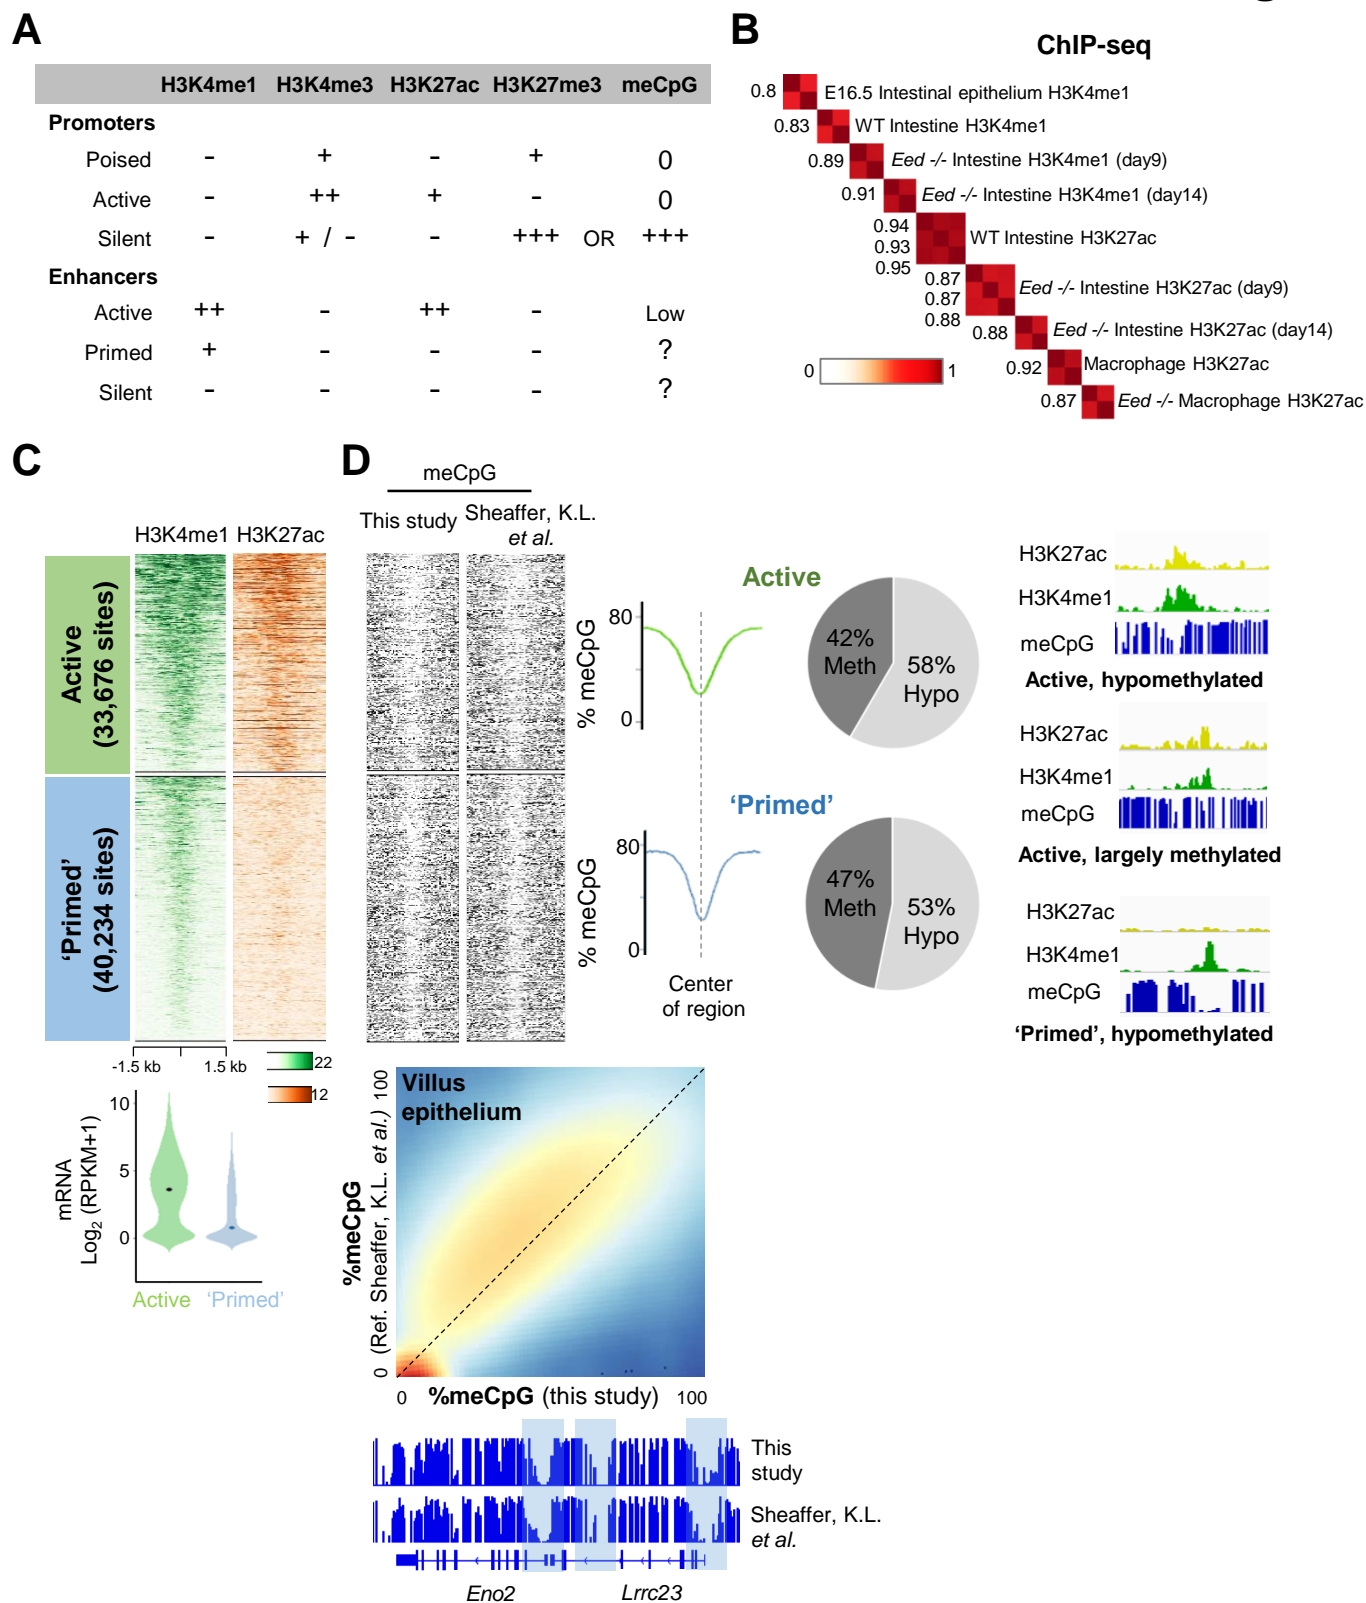 A
H3K4me1 H3K4me3 H3K27ac H3K27me3 meCpG
Promoters
Poised - + - + 0
Active - ++ + - 0
Silent - + / - - +++ OR +++
Enhancers
Active ++ - ++ - Low
Primed + - - - ?
Silent - - - - ?
B
ChIP-seq
0.8 E16.5 Intestinal epithelium H3K4me1
0.83 WT Intestine H3K4me1
0.89 Eed -/- Intestine H3K4me1 (day9)
0.91 Eed -/- Intestine H3K4me1 (day14)
0.94
0.93 WT Intestine H3K27ac
0.95
0.87
0.87 Eed -/- Intestine H3K27ac (day9)
0.88
0.88 Eed -/- Intestine H3K27ac (day14)
0.92 Macrophage H3K27ac
0.87 Eed -/- Macrophage H3K27ac
0 1
C
H3K4me1 H3K27ac
Active
(33,676 sites)
'Primed'
(40,234 sites)
-1.5 kb 1.5 kb
22
12
mRNA
Log2 (RPKM+1)
10
5
0
Active 'Primed'
D
meCpG
This study
Sheaffer, K.L.
et al.
% meCpG
80
0
% meCpG
80
0
Center
of region
Active
42%
Meth
58%
Hypo
'Primed'
47%
Meth
53%
Hypo
H3K27ac
H3K4me1
meCpG
Active, hypomethylated
H3K27ac
H3K4me1
meCpG
Active, largely methylated
H3K27ac
H3K4me1
meCpG
'Primed', hypomethylated
Villus
epithelium
%meCpG
(Ref. Sheaffer, K.L. et al.)
0 100
0 %meCpG (this study) 100
This
study
Sheaffer, K.L.
et al.
Eno2 Lrrc23